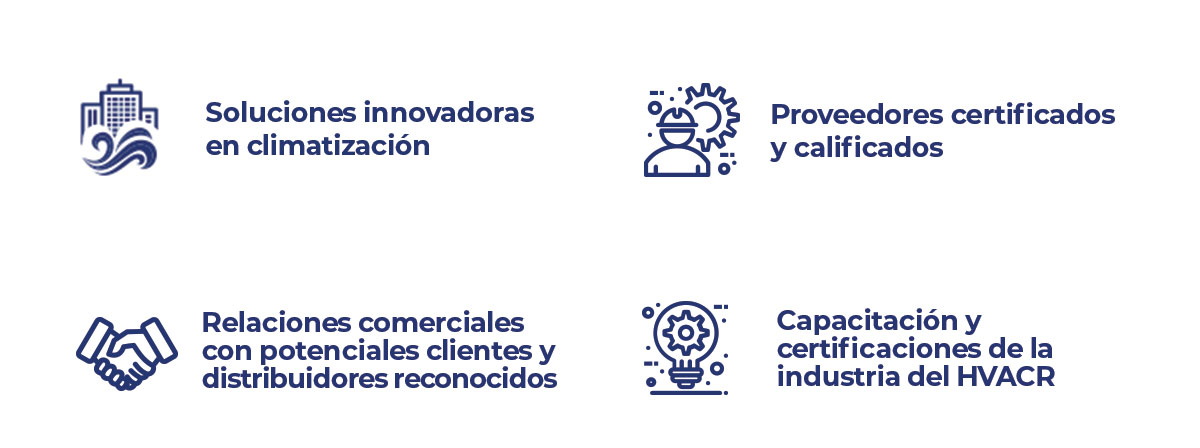 Soluciones innovadoras
en climatización
Proveedores certificados
y calificados
Relaciones comerciales
con potenciales clientes y
distribuidores reconocidos
Capacitación y
certificaciones de la
industria del HVACR